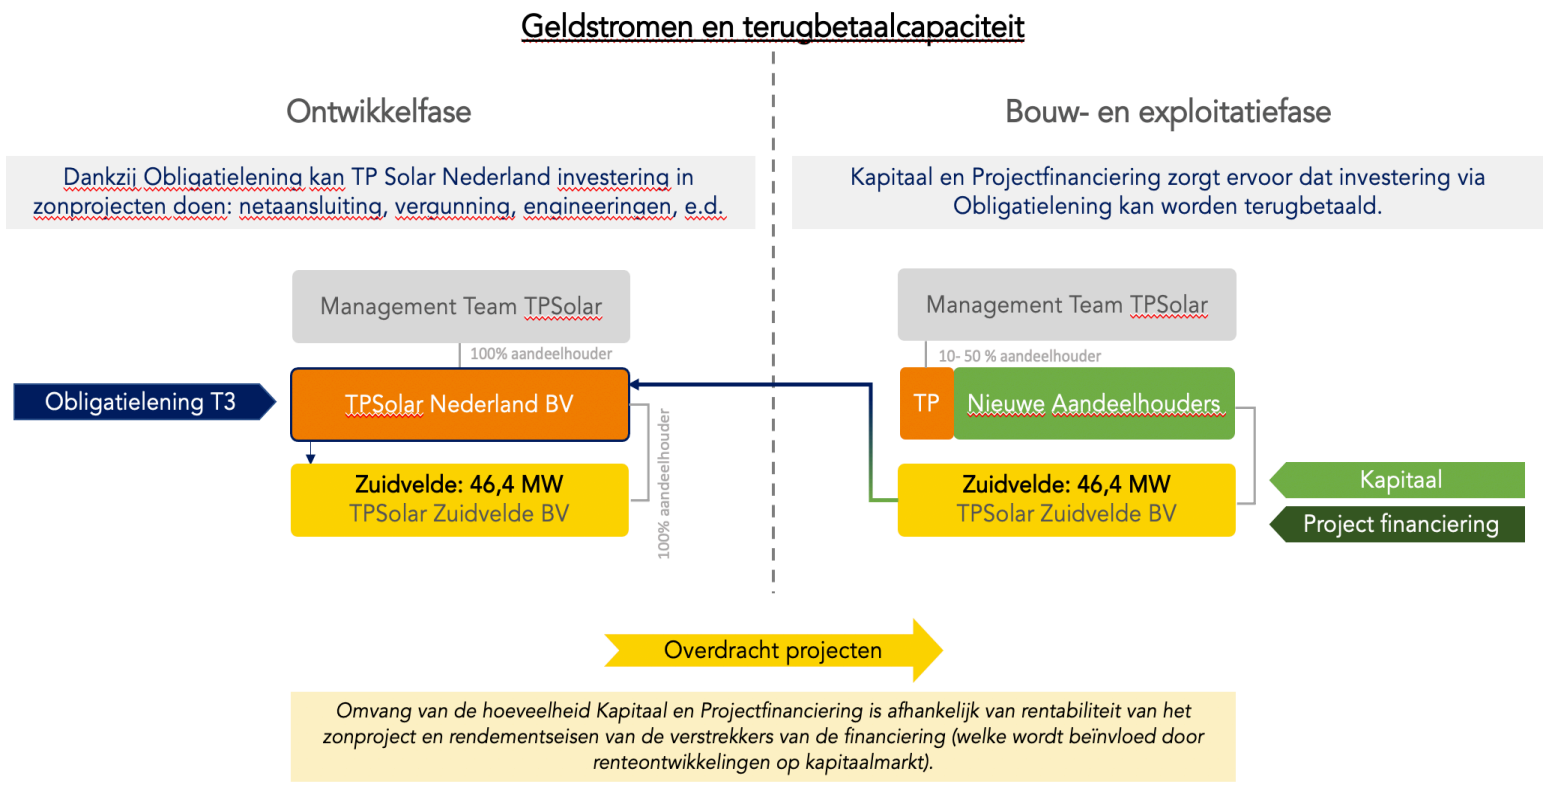 Geldstromen en terugbetaalcapaciteit
Ontwikkelfase
Dankzij Obligatielening kan TP Solar Nederland investering in
zonprojecten doen: netaansluiting, vergunning, engineeringen, e.d.
Management Team TPSolar
100% aandeelhouder
Obligatielening T3
TPSolar Nederland BV
100% aandeelhouder
Zuidvelde: 46,4 MW
TPSolar Zuidvelde BV
Bouw- en exploitatiefase
Kapitaal en Projectfinanciering zorgt ervoor dat investering via
Obligatielening kan worden terugbetaald.
Management Team TPSolar
10- 50 % aandeelhouder
TP
Nieuwe Aandeelhouders
Zuidvelde: 46,4 MW
TPSolar Zuidvelde BV
Kapitaal
Project financiering
Overdracht projecten
Omvang van de hoeveelheid Kapitaal en Projectfinanciering is afhankelijk van rentabiliteit van het
zonproject en rendementseisen van de verstrekkers van de financiering (welke wordt beïnvloed door
renteontwikkelingen op kapitaalmarkt).